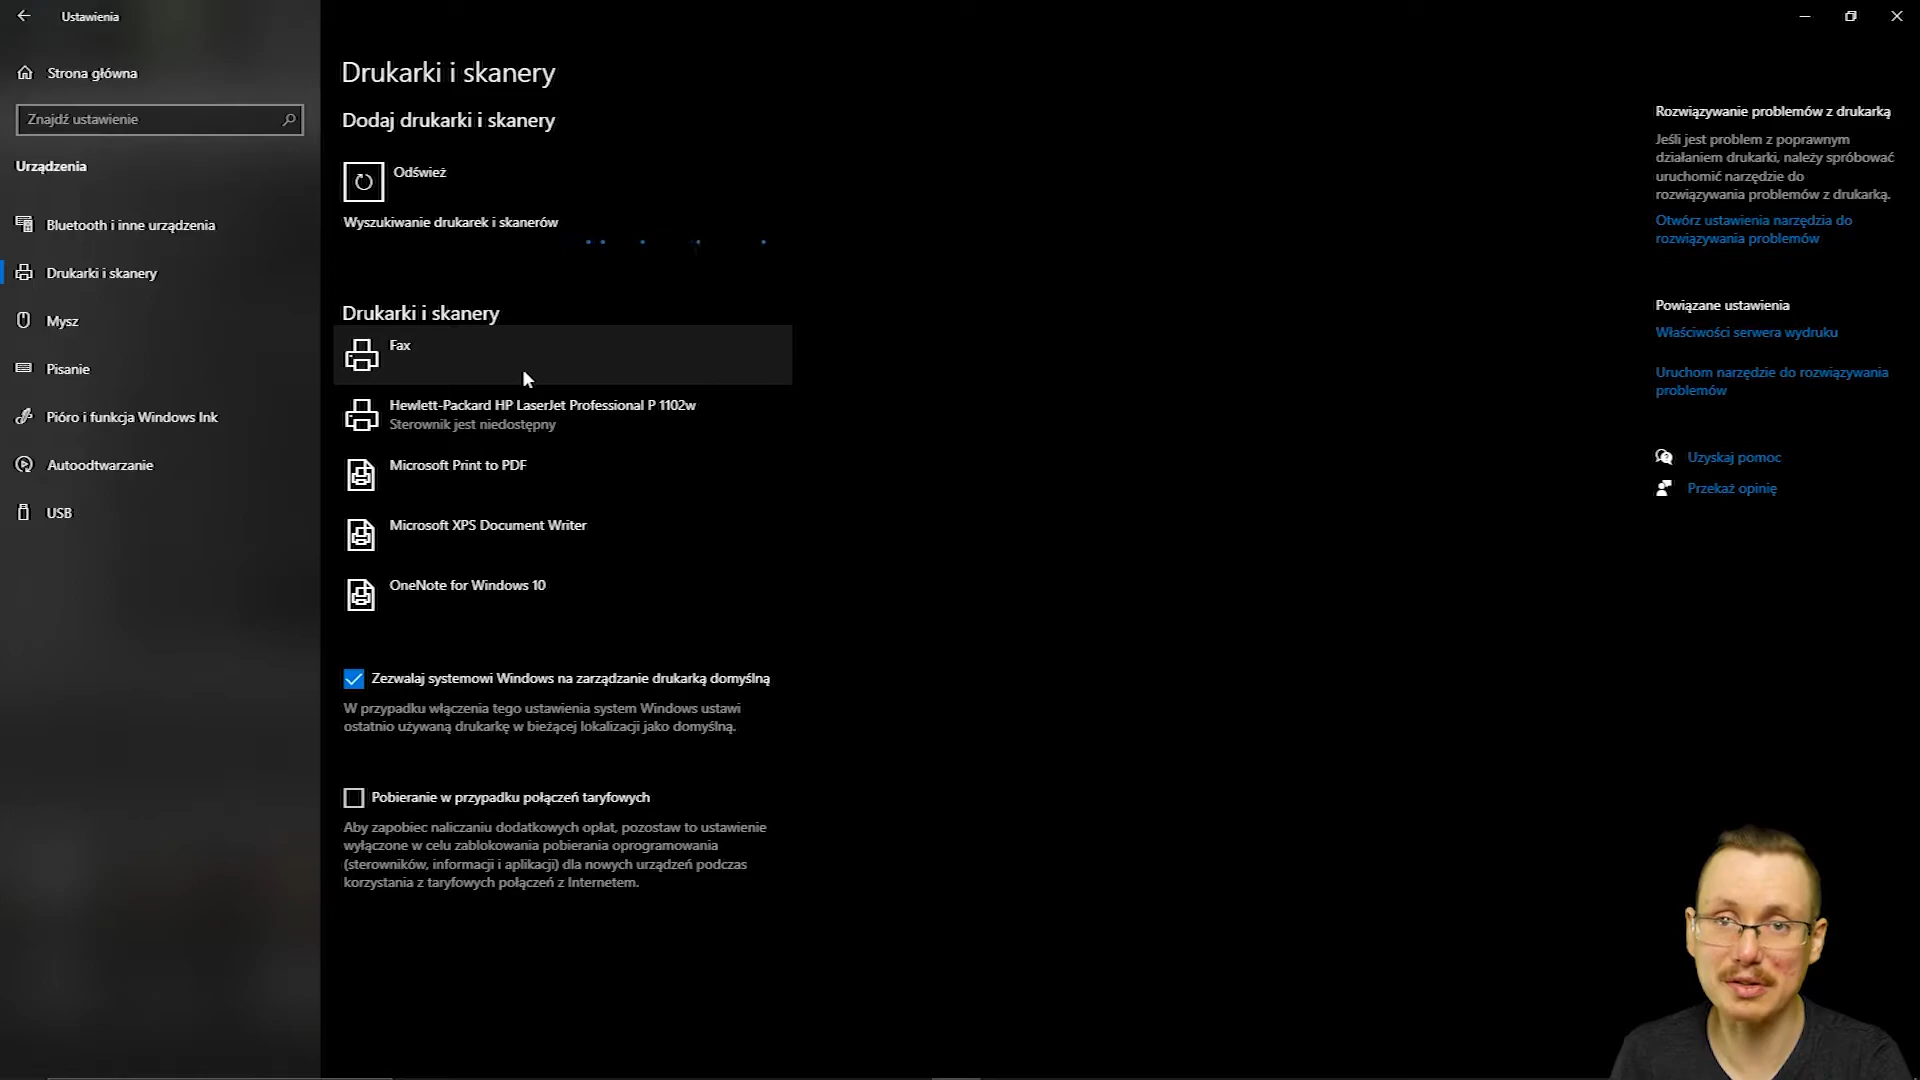 Ustawienia
Strona główna
Znajdź ustawienie
Urządzenia
Bluetooth i inne urządzenia
Drukarki i skanery
Mysz
Pisanie
Pióro i funkcja Windows Ink
Autoodtwarzanie
USB
Drukarki i skanery
Dodaj drukarki i skanery
Odśwież
Wyszukiwanie drukarek i skanerów
Drukarki i skanery
Fax
Hewlett-Packard HP LaserJet Professional P 1102w
Sterownik jest niedostępny
Microsoft Print to PDF
Microsoft XPS Document Writer
OneNote for Windows 10
Zezwalaj systemowi Windows na zarządzanie drukarką domyślną
W przypadku włączenia tego ustawienia system Windows ustawi
ostatnio używaną drukarkę w bieżącej lokalizacji jako domyślną.
Pobieranie w przypadku połączeń taryfowych
Aby zapobiec naliczaniu dodatkowych opłat, pozostaw to ustawienie
wyłączone w celu zablokowania pobierania oprogramowania
(sterowników, informacji i aplikacji) dla nowych urządzeń podczas
korzystania z taryfowych połączeń z Internetem.
Rozwiązywanie problemów z drukarką
Jeśli jest problem z poprawnym
działaniem drukarki, należy spróbować
uruchomić narzędzie do
rozwiązywania problemów z drukarką.
Otwórz ustawienia narzędzia do
rozwiązywania problemów
Powiązane ustawienia
Właściwości serwera wydruku
Uruchom narzędzie do rozwiązywania
problemów
Uzyskaj pomoc
Przekaż opinię